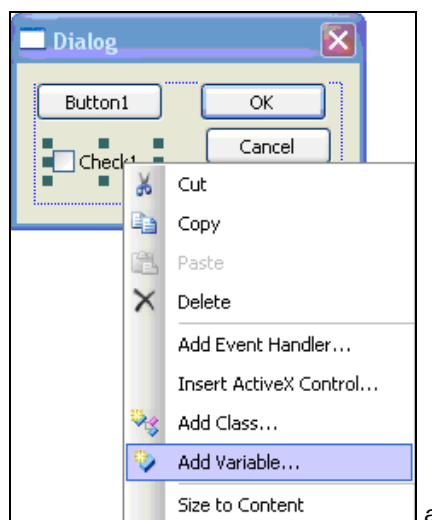 Dialog
Button1
OK
Check1
Cancel
Cut
Copy
Paste
Delete
Add Event Handler...
Insert ActiveX Control...
Add Class...
Add Variable...
Size to Content
a